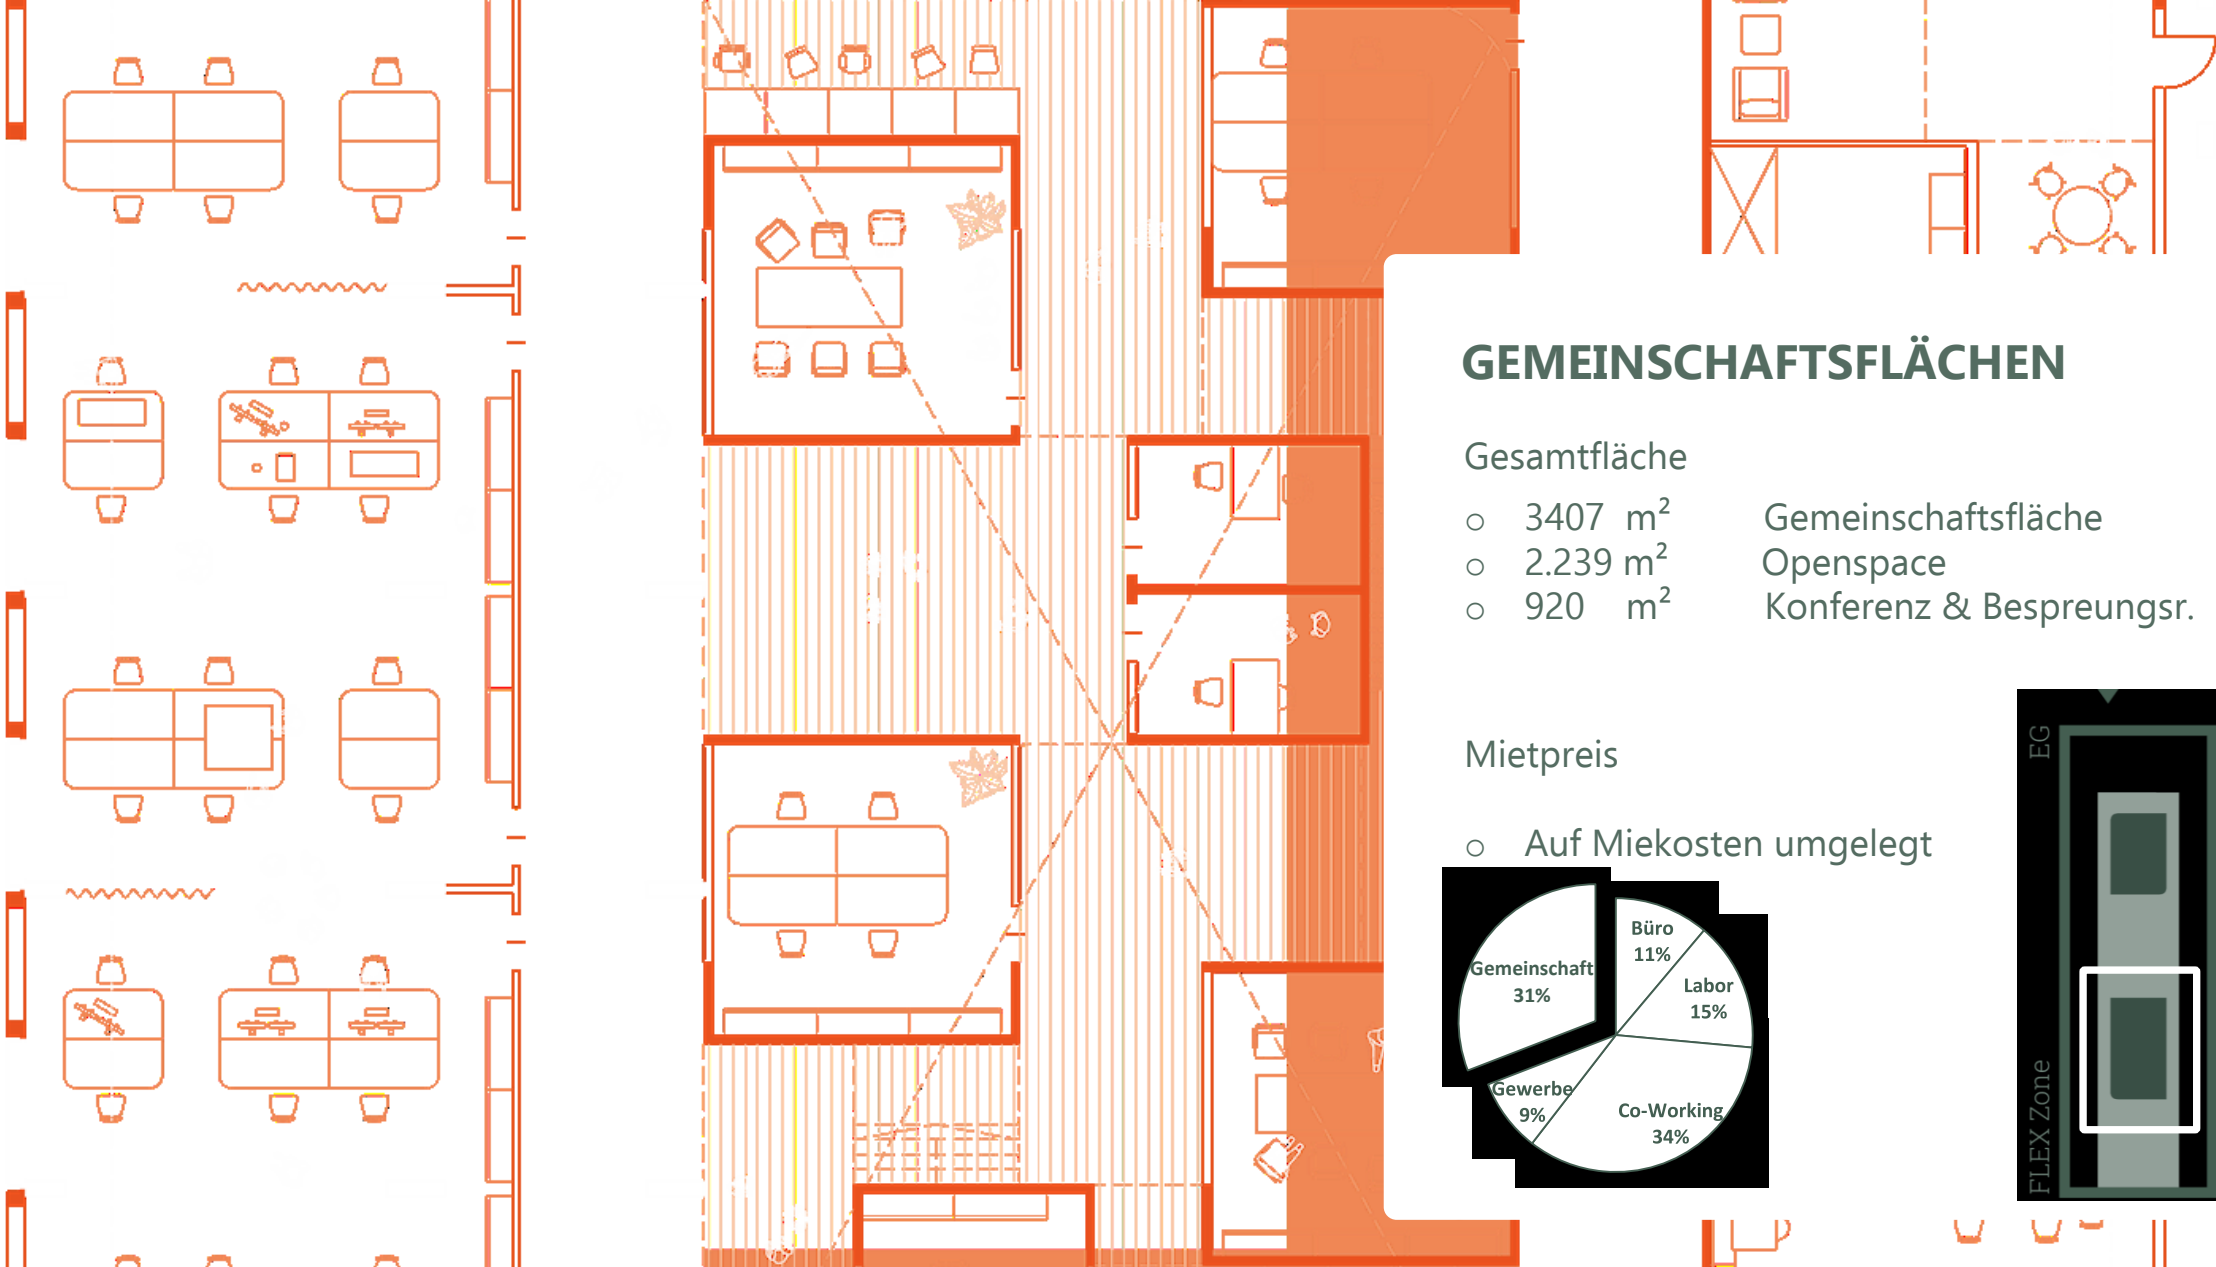 GEMEINSCHAFTSFLÄCHEN
Gesamtfläche
○ 3407 m² Gemeinschaftsfläche
○ 2.239 m² Openspace
○ 920 m² Konferenz & Bespreungsr.
Mietpreis
○ Auf Miekosten umgelegt
Büro
11%
Labor
15%
Co-Working
34%
Gewerbe
9%
Gemeinschaft
31%
EG
FLEX Zone